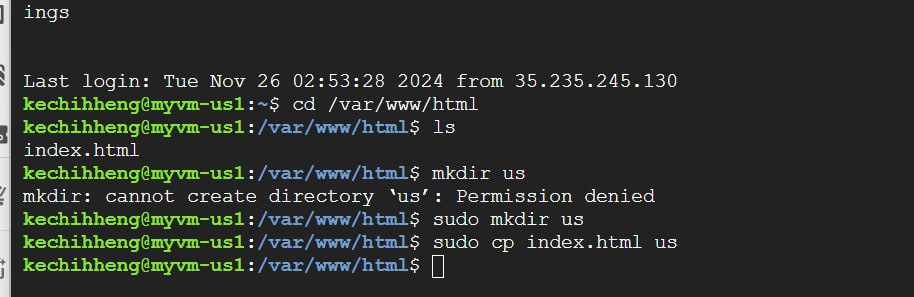 ings
Last login: Tue Nov 26 02:53:28 2024 from 35.235.245.130
kechihheng@myvm-us1:~$ cd /var/www/html
kechihheng@myvm-us1:/var/www/html$ ls
index.html
kechihheng@myvm-us1:/var/www/html$ mkdir us
mkdir: cannot create directory ‘us’: Permission denied
kechihheng@myvm-us1:/var/www/html$ sudo mkdir us
kechihheng@myvm-us1:/var/www/html$ sudo cp index.html us
kechihheng@myvm-us1:/var/www/html$